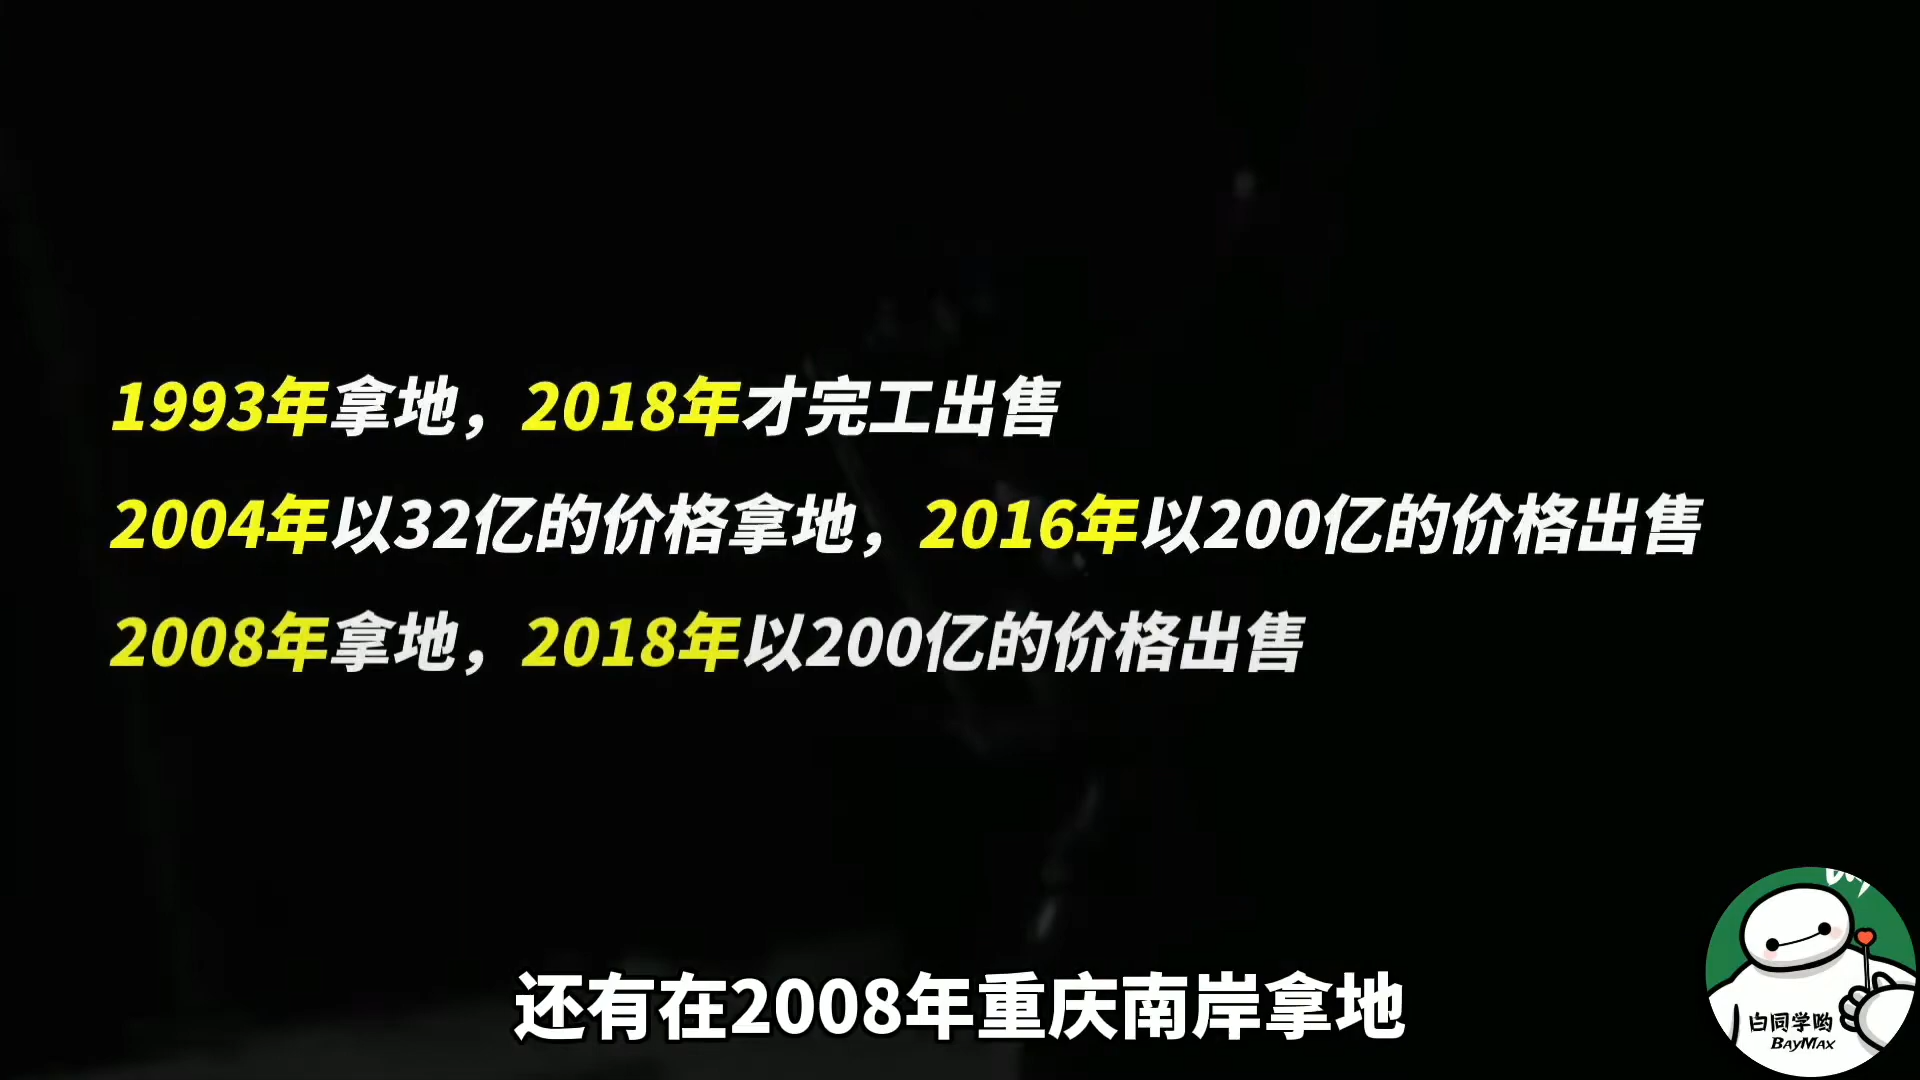 1993年拿地，2018年才完工出售
2004年以32亿的价格拿地，2016年以200亿的价格出售
2008年拿地，2018年以200亿的价格出售
还有在2008年重庆南岸拿地
白同学哟
BAYMAX